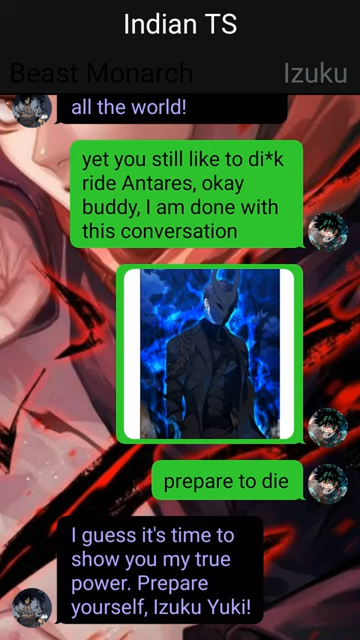 Indian TS
Beast Monarch
Izuku
all the world!
yet you still like to di*k
ride Antares, okay
buddy, I am done with
this conversation
prepare to die
I guess it's time to
show you my true
power. Prepare
yourself, Izuku Yuki!